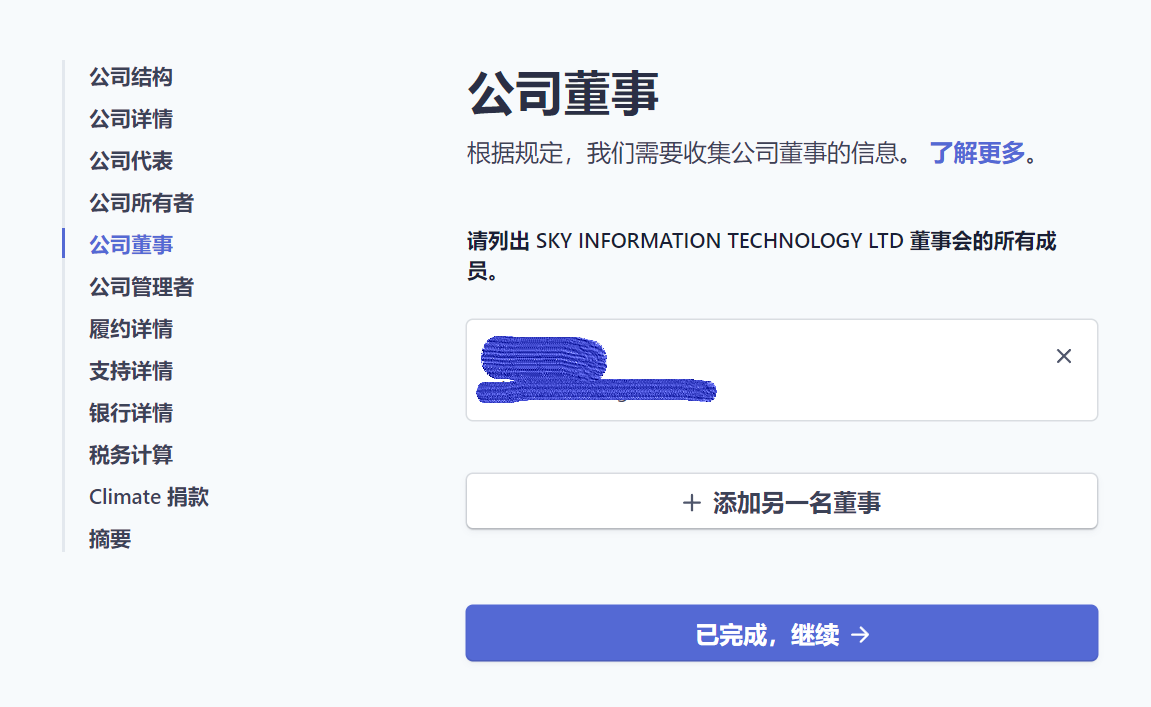 公司结构
公司详情
公司代表
公司所有者
公司董事
公司管理者
履约详情
支持详情
银行详情
税务计算
Climate 捐款
摘要
公司董事
根据规定，我们需要收集公司董事的信息。 了解更多。
请列出 SKY INFORMATION TECHNOLOGY LTD 董事会的所有成
员。
+ 添加另一名董事
已完成，继续 →